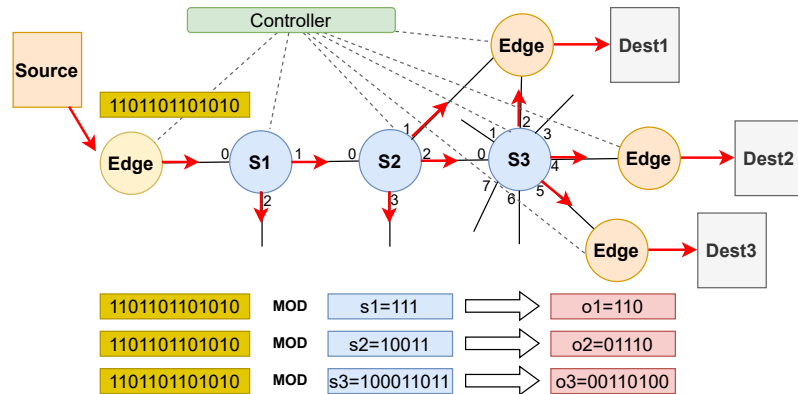 Controller
Source
Edge
Dest1
1101101101010
1
3
2
1
Edge
0
S1
1
0
S2
2
0
S3
4
Edge
Dest2
2
3
7
6
5
Edge
Dest3
1101101101010 MOD s1=111 o1=110
1101101101010 MOD s2=10011 o2=01110
1101101101010 MOD s3=100011011 o3=00110100